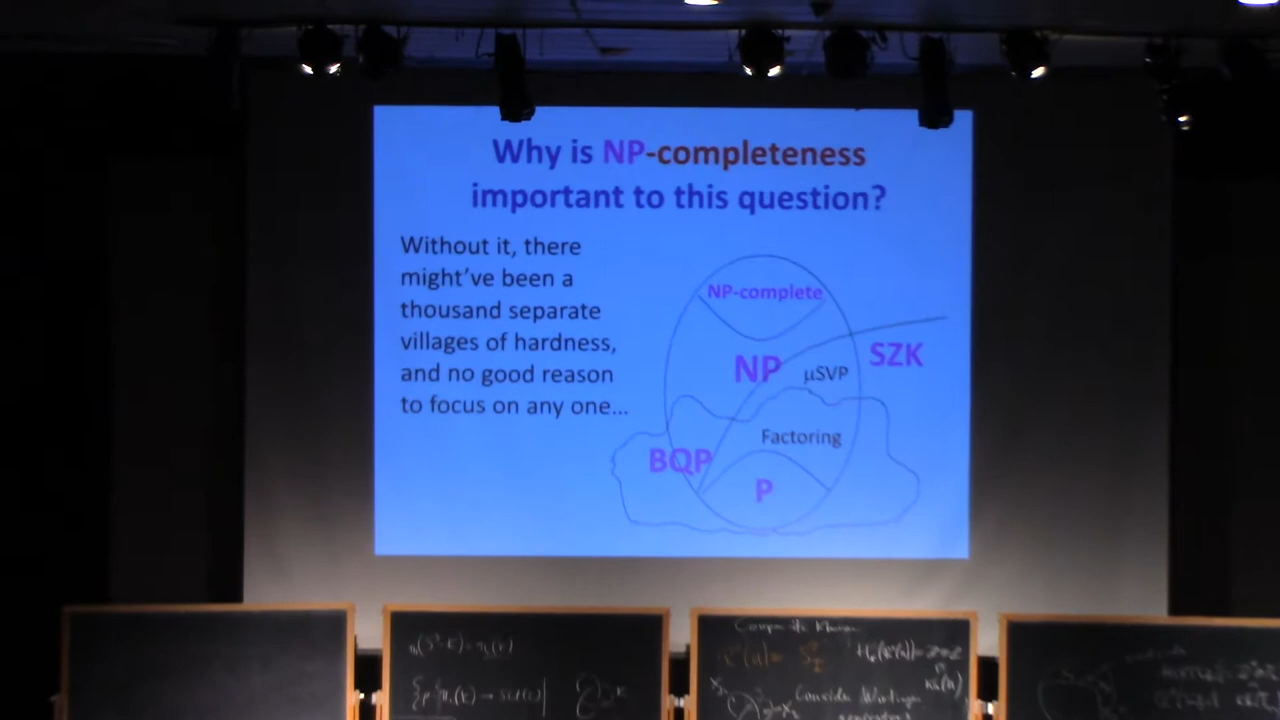 Why is NP-completeness
important to this question?
Without it, there
might've been a
thousand separate
villages of hardness,
and no good reason
to focus on any one...
NP-complete
NP
SZK
μSVP
Factoring
BQP
P
Consider